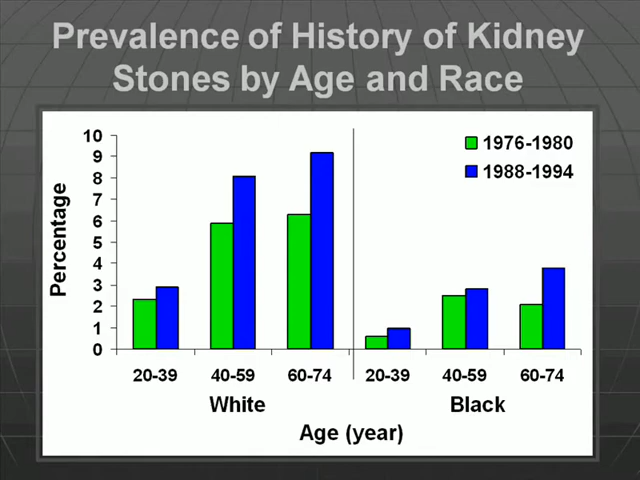 Prevalence of History of Kidney
Stones by Age and Race
Percentage
10
9
8
7
6
5
4
3
2
1
0
1976-1980
1988-1994
20-39 40-59 60-74 20-39 40-59 60-74
White Black
Age (year)